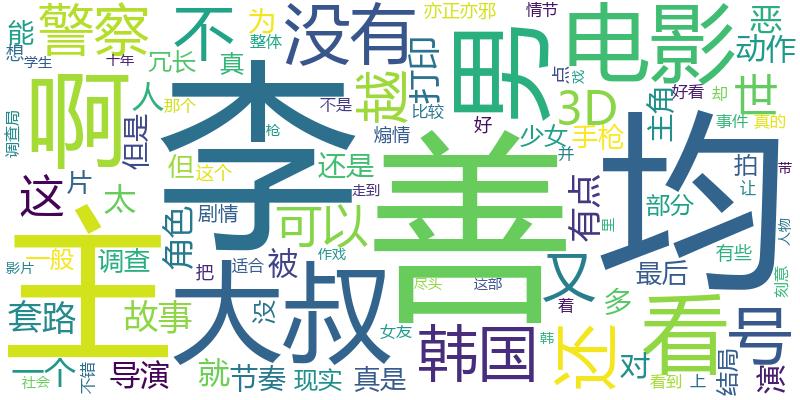 能
警察
不
为
没有
亦正亦邪
情节
电影
恶
动作
想
学生
十年
冗长
真
整体
越
打印
男
点
戏
世
调查局
啊
人
那个
李
不是
比较
3D
主角
好看
却
但是
枪
煽情
好
少女
手枪
事件
真的
这
片
太
但
这个
还是
善
并
均
拍
让
带
角色
剧情
可以
走到
有点
里
部分
人物
主
子
影片
一般
调查
把
适合
被
作戏
又
最后
有些
刻意
大叔
没
尽头
这部
着
多
看
号
套路
故事
女友
韩国
韩
还
对
结局
演
一个
社会
不错
导演
就
节奏
现实
真是
看到
上